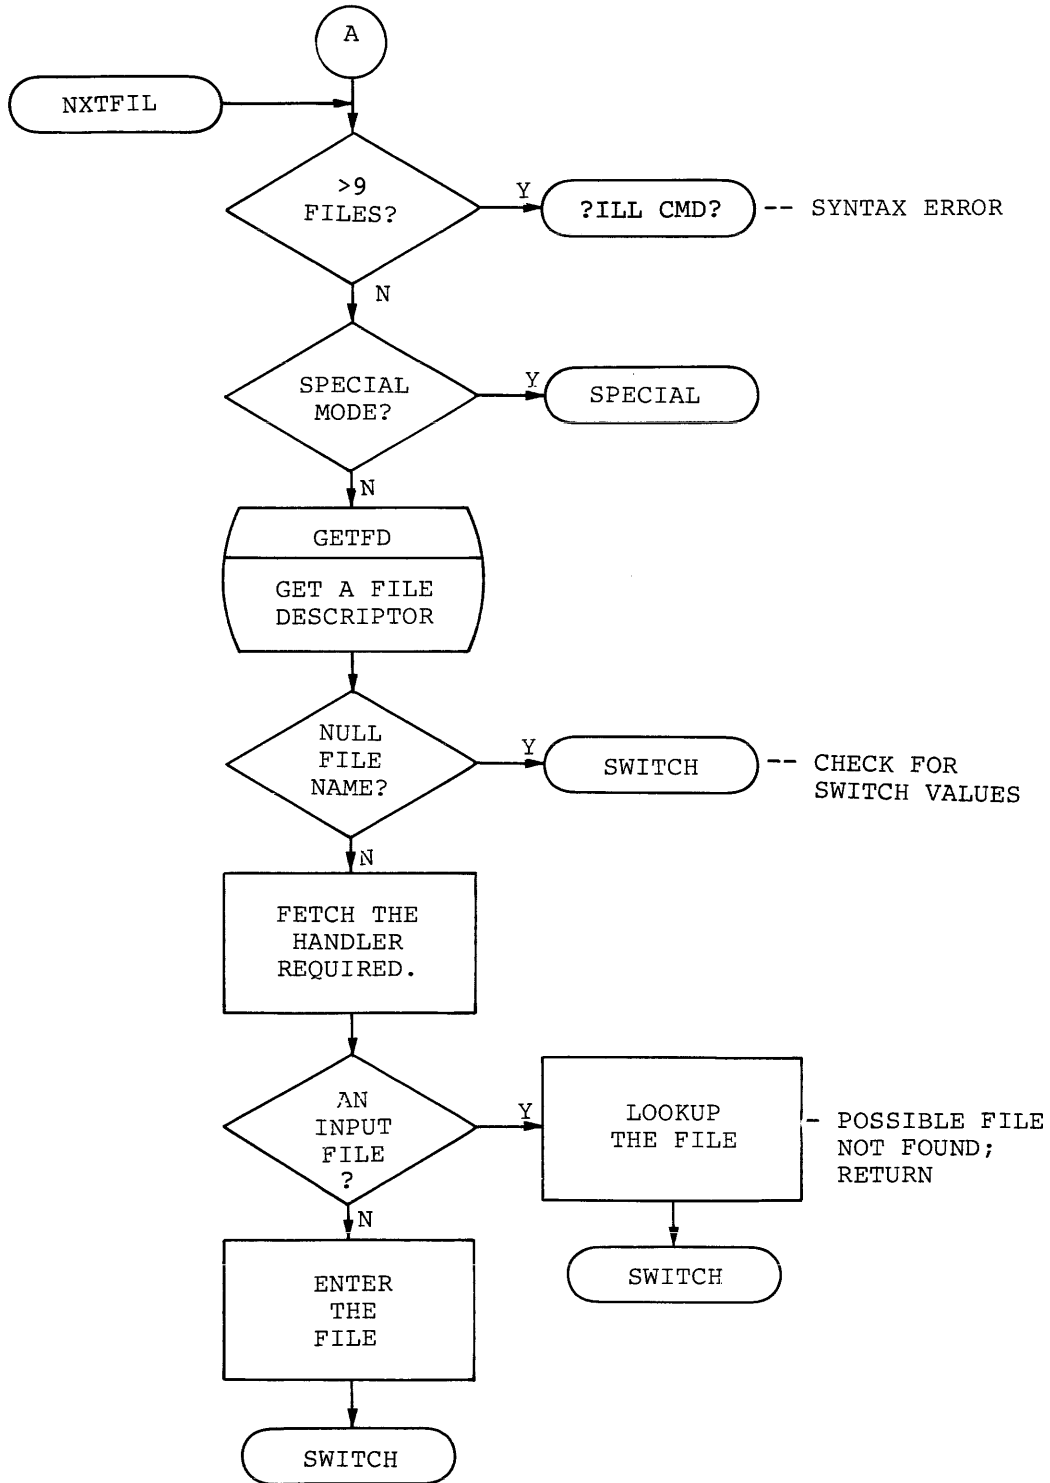 A
NXTFIL
>9
FILES?
Y
?ILL CMD?
-- SYNTAX ERROR
N
SPECIAL
MODE?
Y
SPECIAL
N
GETFD
GET A FILE
DESCRIPTOR
NULL
FILE
NAME?
Y
SWITCH
-- CHECK FOR
SWITCH VALUES
N
FETCH THE
HANDLER
REQUIRED.
AN
INPUT
FILE
?
Y
LOOKUP
THE FILE
- POSSIBLE FILE
NOT FOUND;
RETURN
N
SWITCH
ENTER
THE
FILE
SWITCH